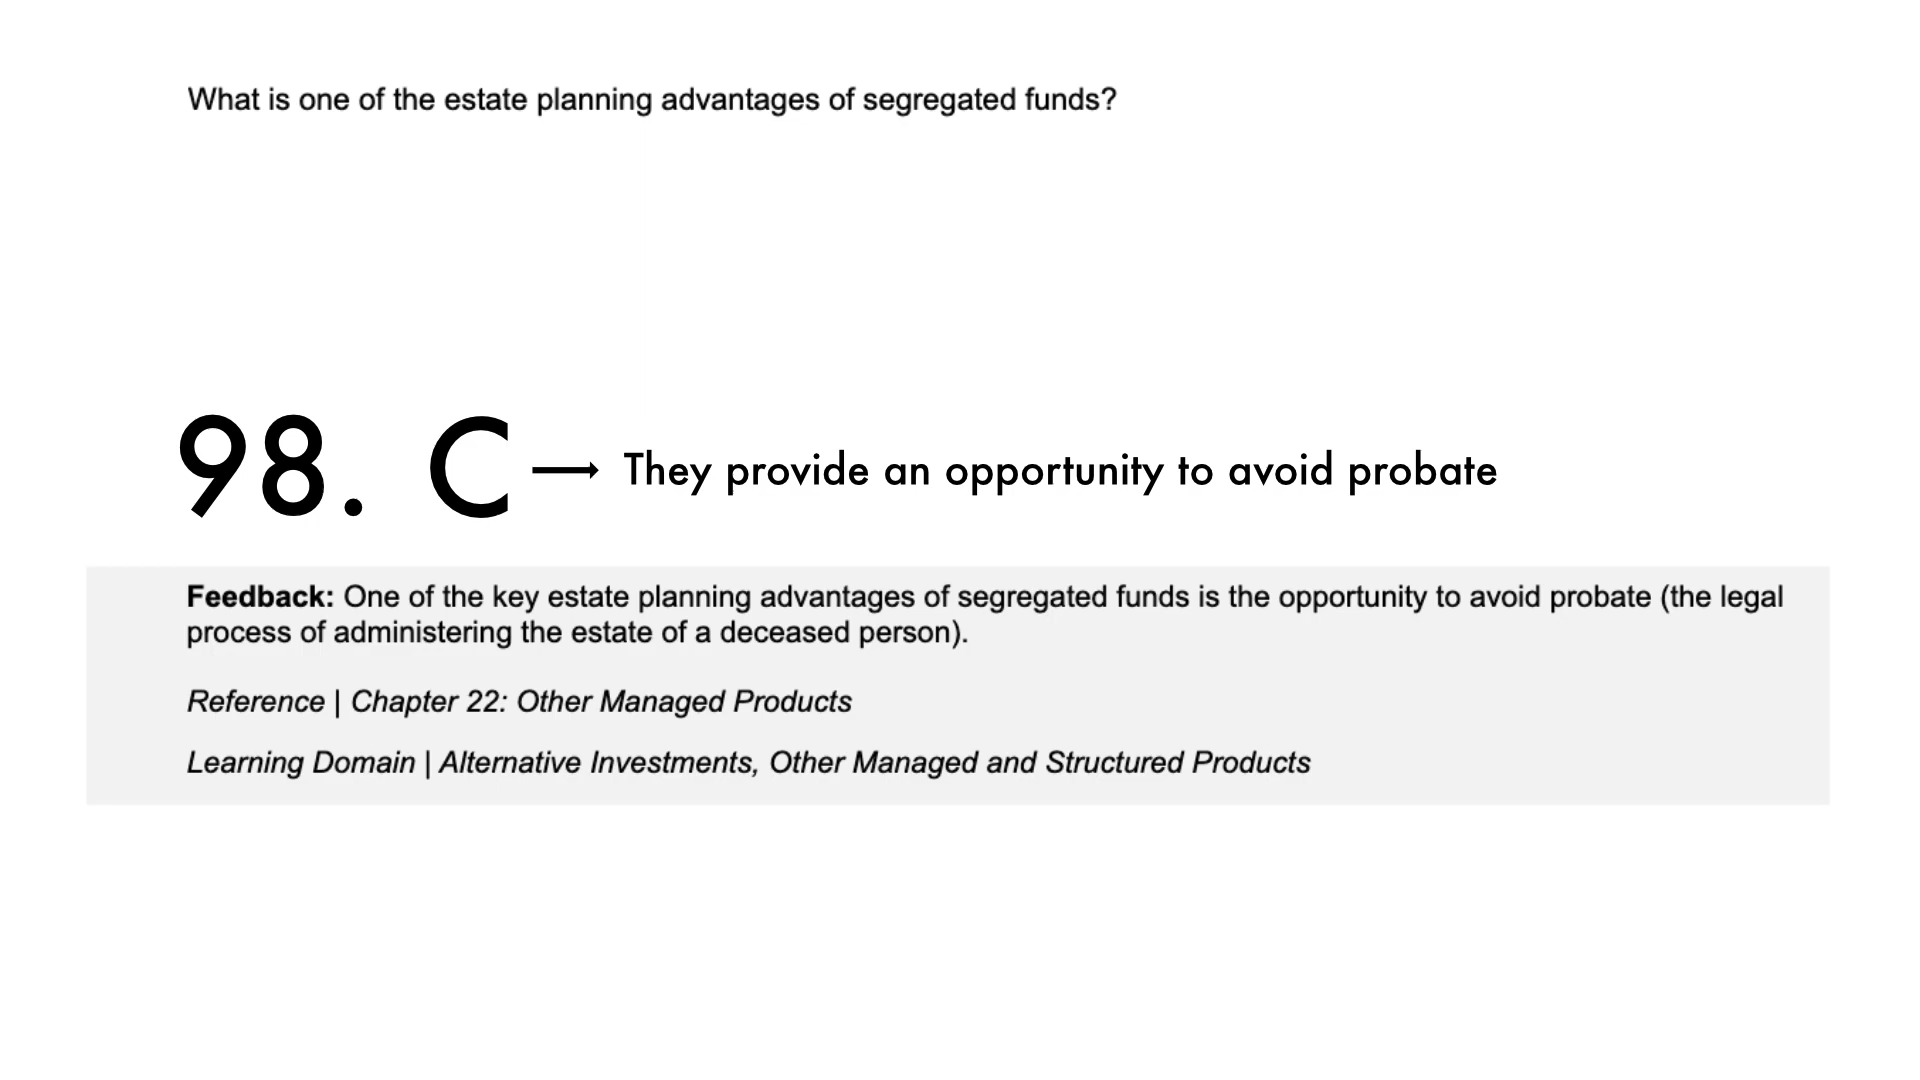 What is one of the estate planning advantages of segregated funds?
98. C → They provide an opportunity to avoid probate
Feedback: One of the key estate planning advantages of segregated funds is the opportunity to avoid probate (the legal
process of administering the estate of a deceased person).
Reference | Chapter 22: Other Managed Products
Learning Domain | Alternative Investments, Other Managed and Structured Products